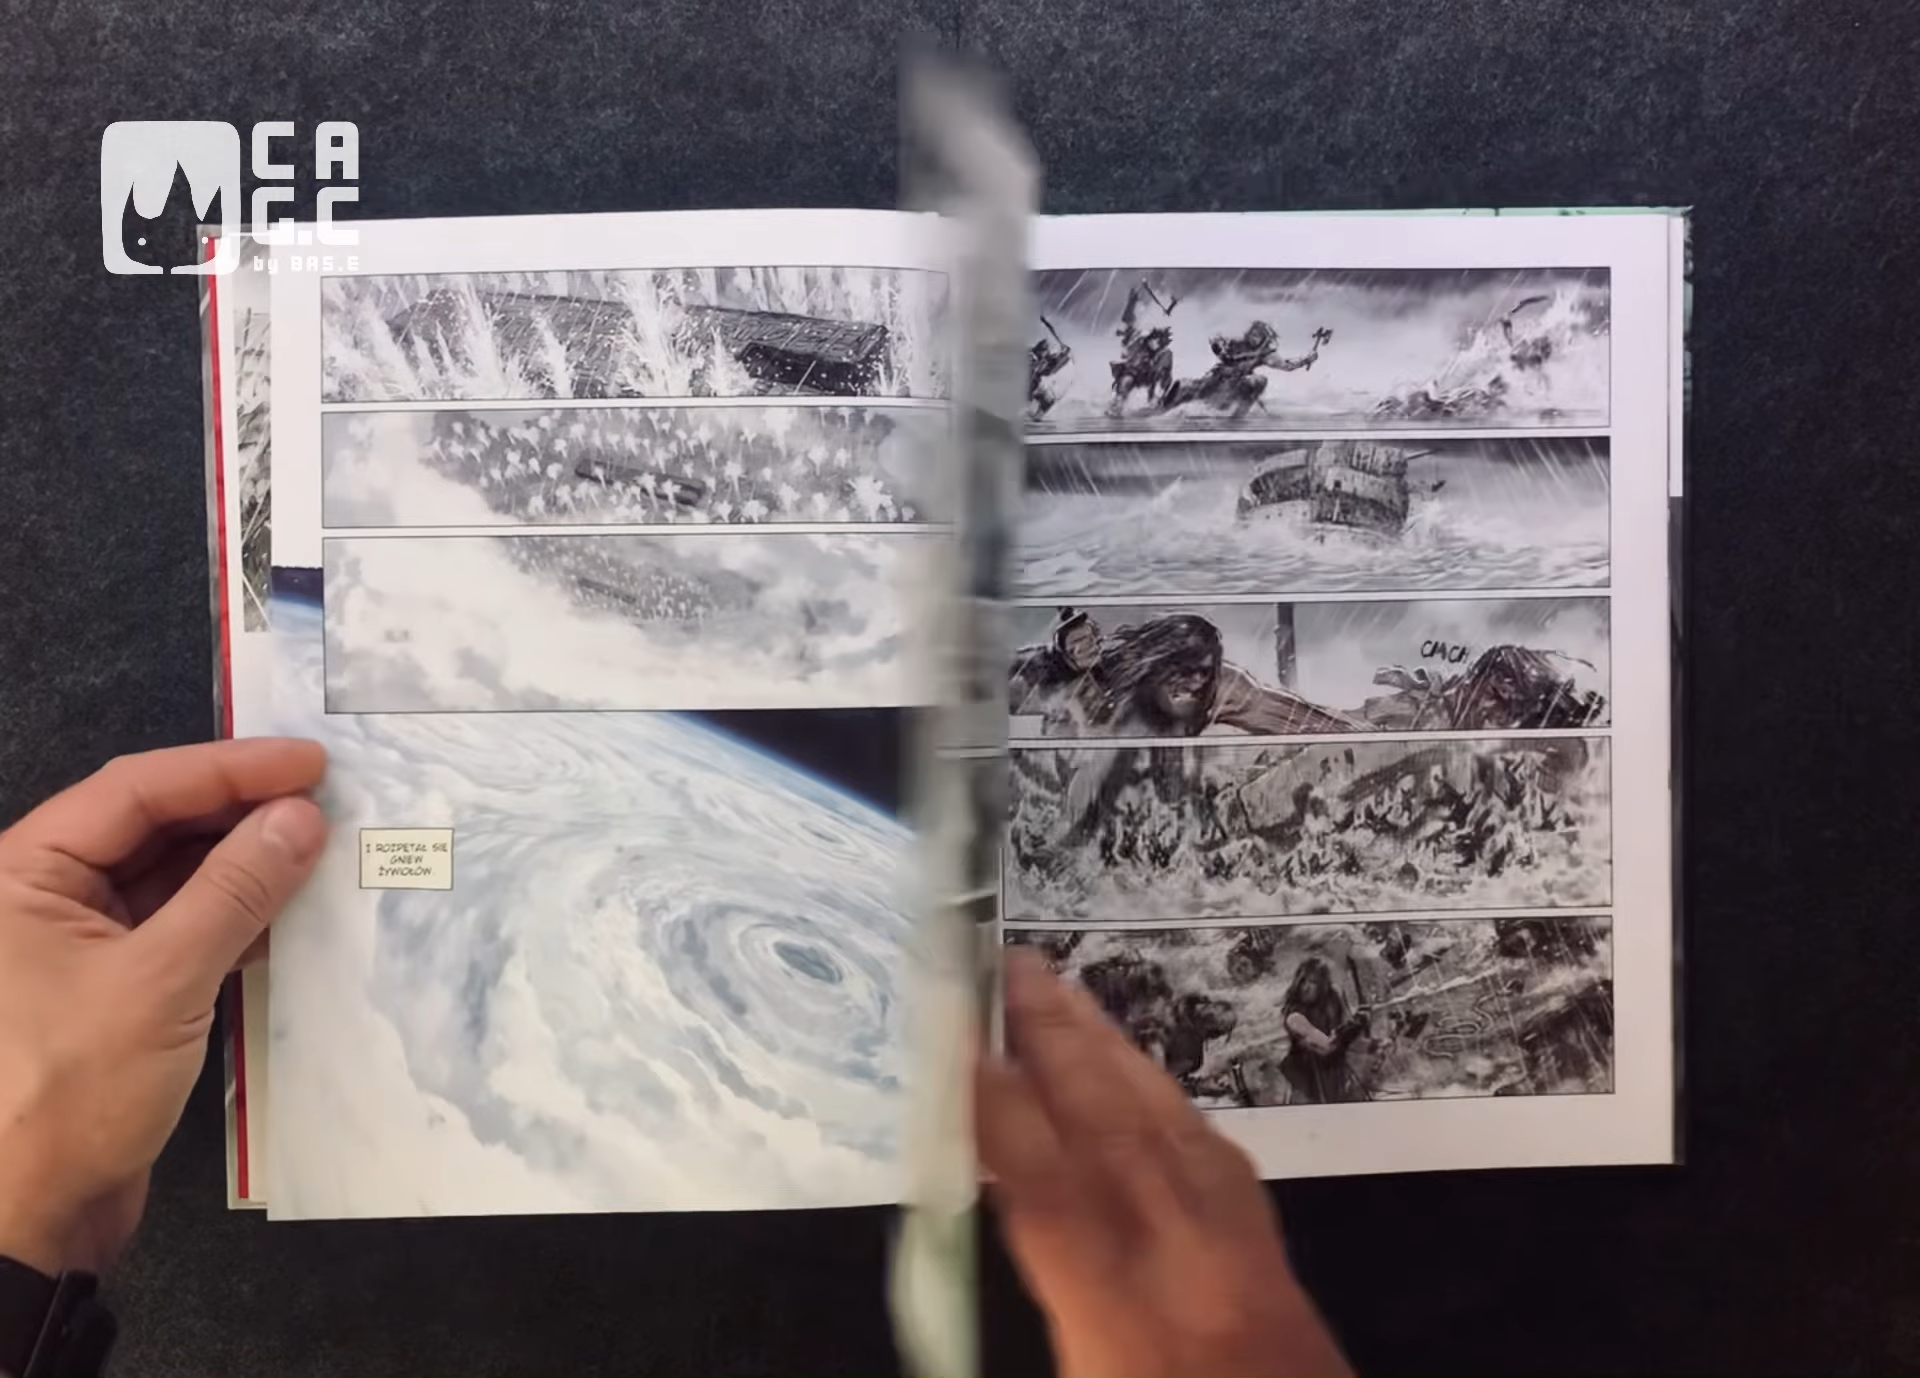 CA
G.C
by BAS.E
CIACH
I ROZPĘTAŁ SIĘ
GNIEW
ŻYWIOŁÓW.